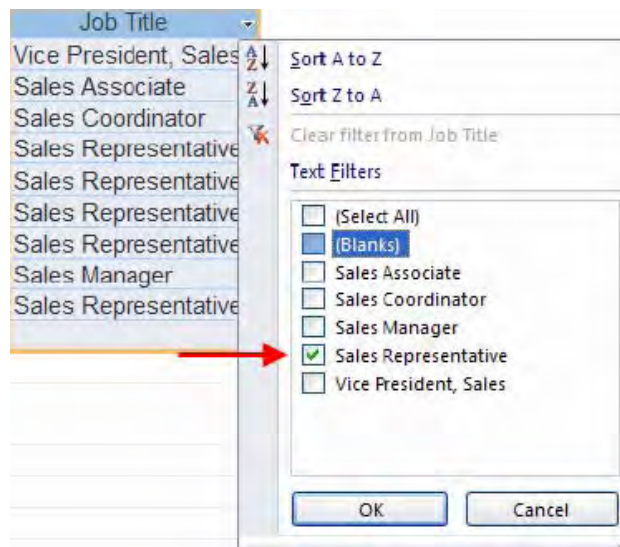 Job Title
Vice President, Sales
Sales Associate
Sales Coordinator
Sales Representative
Sales Representative
Sales Representative
Sales Representative
Sales Manager
Sales Representative
A Z
Sort A to Z
Z A
Sort Z to A
Clear filter from Job Title
Text Filters
(Select All)
(Blanks)
Sales Associate
Sales Coordinator
Sales Manager
Sales Representative
Vice President, Sales
OK Cancel